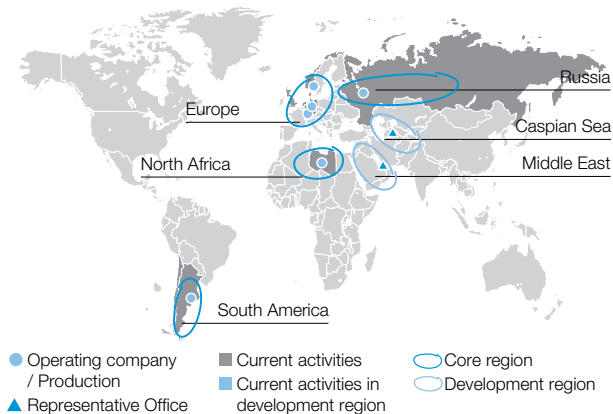 Russia
Europe
Caspian Sea
North Africa
Middle East
South America
Operating company
/ Production
Representative Office
Current activities
Current activities in
development region
Core region
Development region